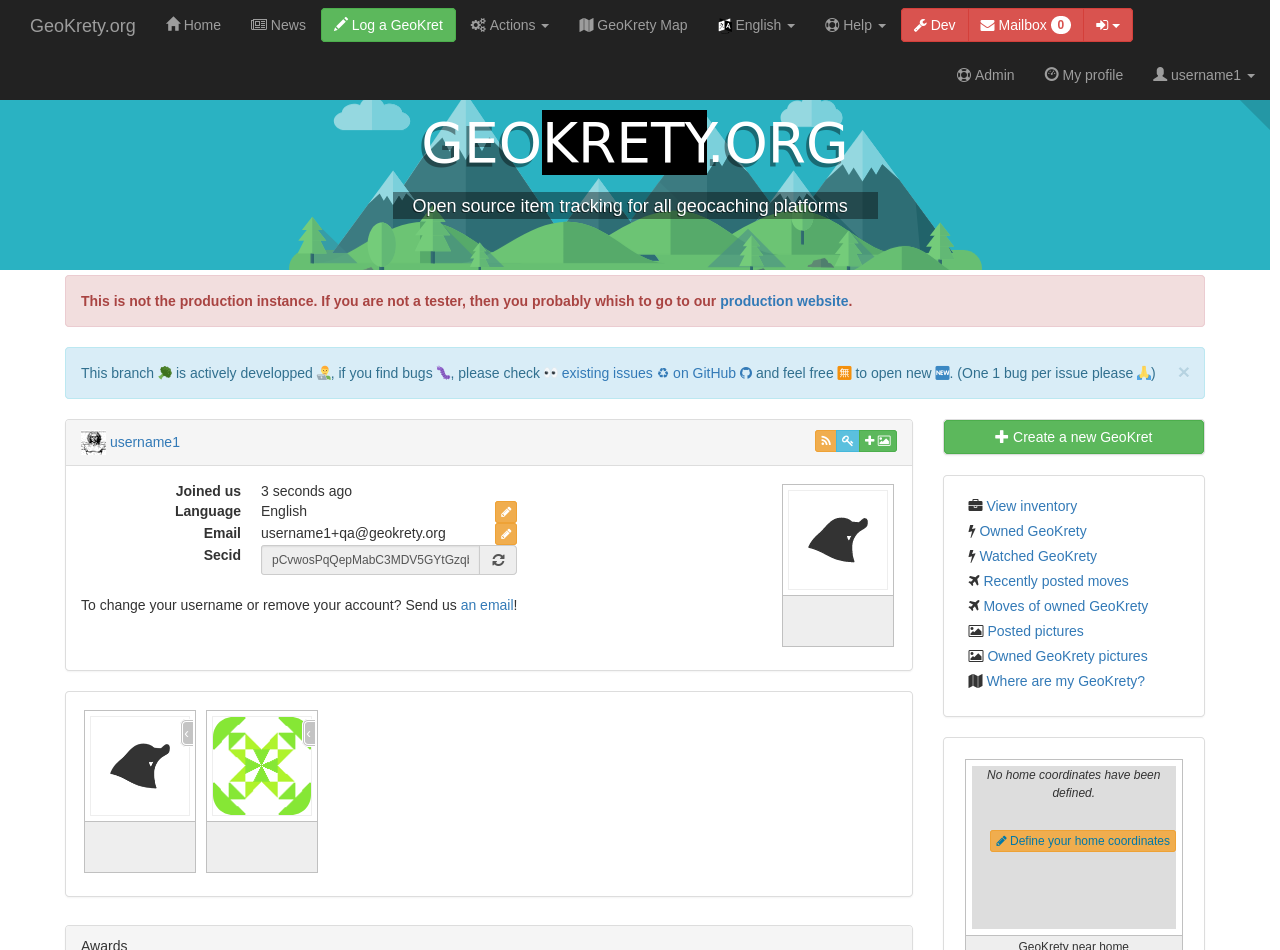 GeoKrety.org Home News Log a GeoKret Actions GeoKrety Map English Help Dev Mailbox 0
Admin My profile username1
GEOKRETY.ORG
Open source item tracking for all geocaching platforms
This is not the production instance. If you are not a tester, then you probably whish to go to our production website.
This branch 🥦 is actively developped 👨‍🔬, if you find bugs 🐛, please check 👀 existing issues ♻ on GitHub and feel free 🈚 to open new 🆕. (One 1 bug per issue please 🙏) ×
username1
Joined us 3 seconds ago
Language English
Email username1+qa@geokrety.org
Secid
To change your username or remove your account? Send us an email!
Awards
Create a new GeoKret
View inventory
Owned GeoKrety
Watched GeoKrety
Recently posted moves
Moves of owned GeoKrety
Posted pictures
Owned GeoKrety pictures
Where are my GeoKrety?
No home coordinates have been
defined.
Define your home coordinates
GeoKrety near home